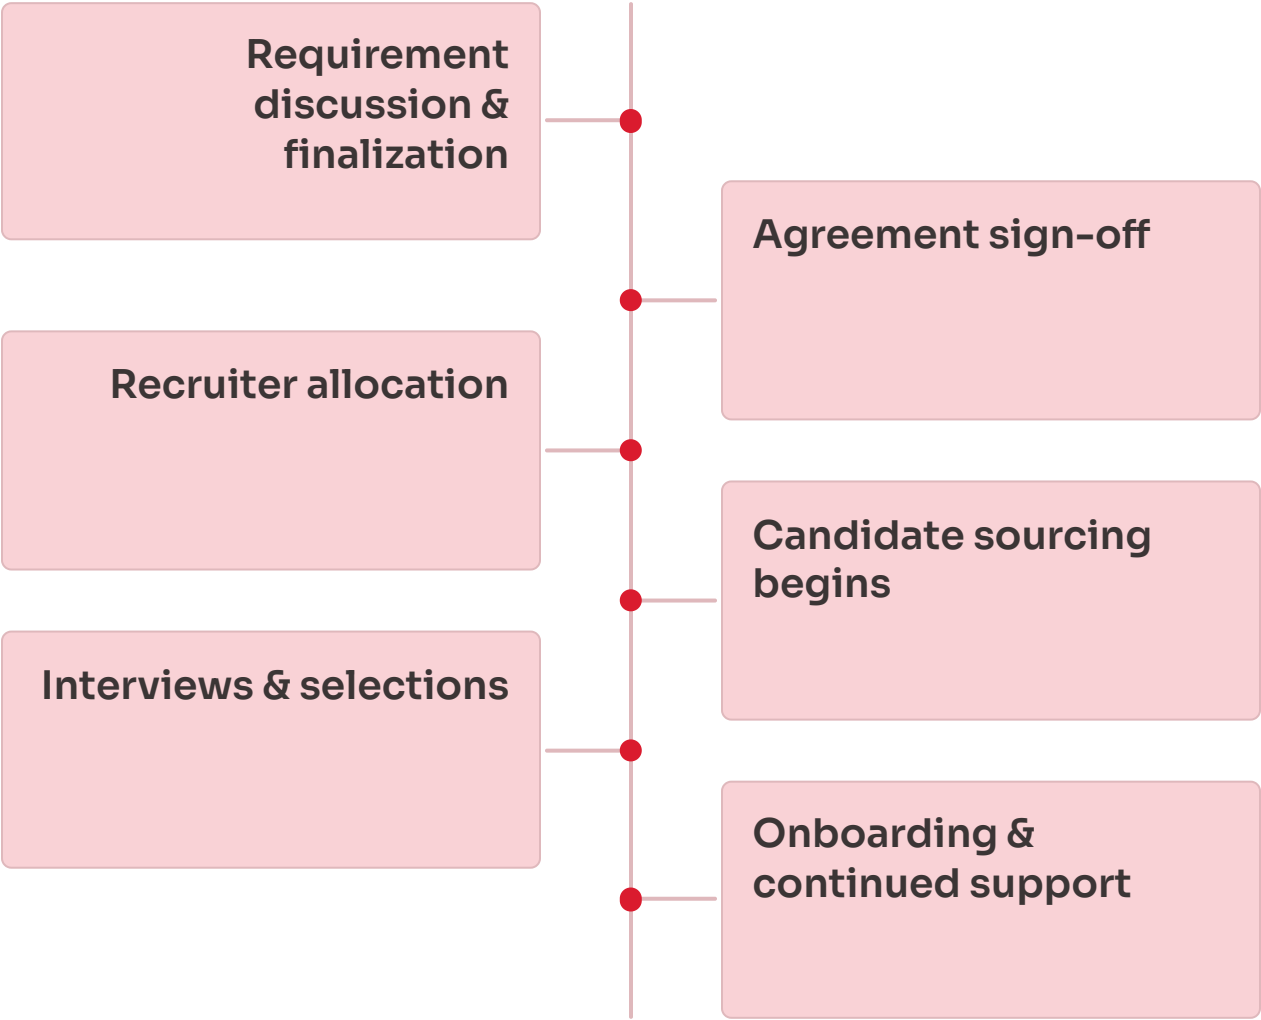 Requirement
discussion &
finalization
Agreement sign-off
Recruiter allocation
Candidate sourcing
begins
Interviews & selections
Onboarding &
continued support